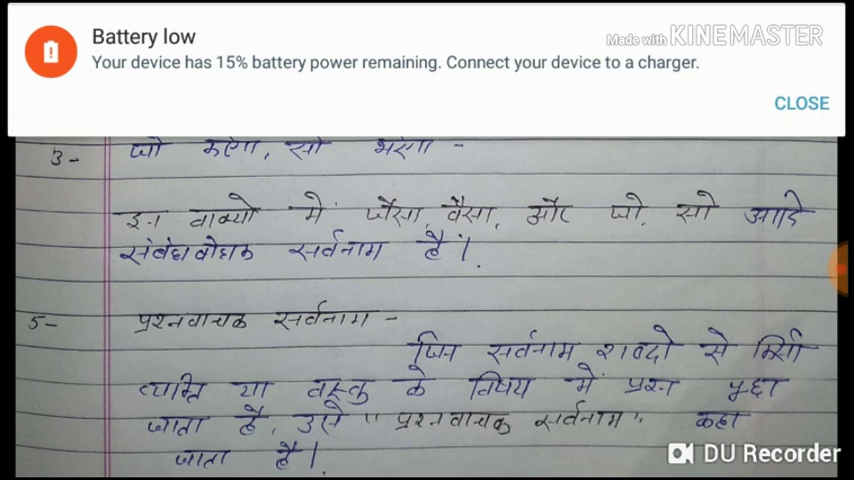 Battery low
Made with KINEMASTER
Your device has 15% battery power remaining. Connect your device to a charger.
CLOSE
3- जो करेगा, सो भरेगा -
इन वाक्यो में जैसा, वैसा, और जो, सो आदि
संबंधबोधक सर्वनाम है।
5- प्रश्नवाचक सर्वनाम -
जिन सर्वनाम शब्दो से किसी
व्यक्ति या वस्तु के विषय में प्रश्न पूछा
जाता है, उसे "प्रश्नवाचक सर्वनाम" कहा
जाता है।
DU Recorder